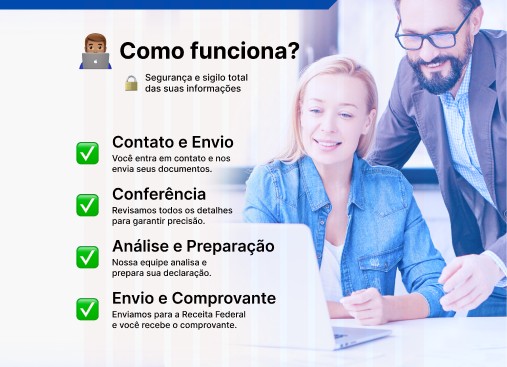 Como funciona?
Segurança e sigilo total
das suas informações
Contato e Envio
Você entra em contato e nos
envia seus documentos.
Conferência
Revisamos todos os detalhes
para garantir precisão.
Análise e Preparação
Nossa equipe analisa e
prepara sua declaração.
Envio e Comprovante
Enviamos para a Receita Federal
e você recebe o comprovante.